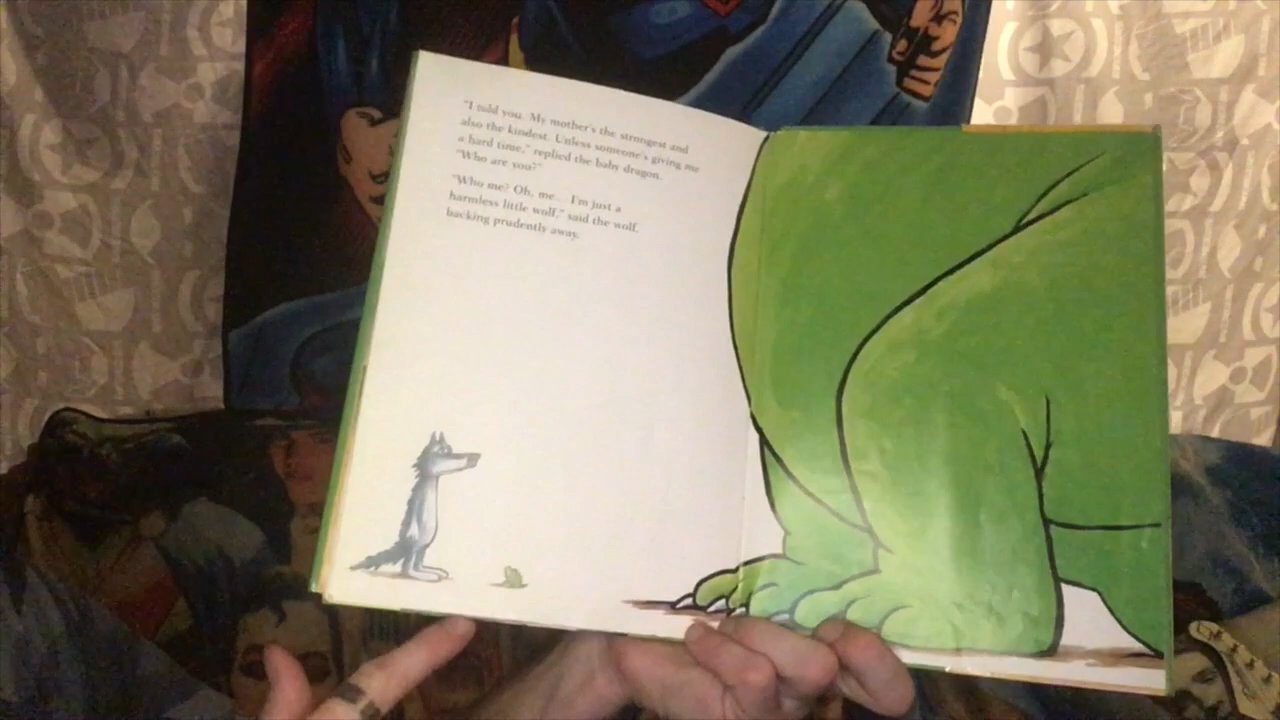 "I told you. My mother's the strongest and
also the kindest. Unless someone's giving me
a hard time," replied the baby dragon.
"Who are you?"
"Who me? Oh, me... I'm just a
harmless little wolf," said the wolf,
backing prudently away.